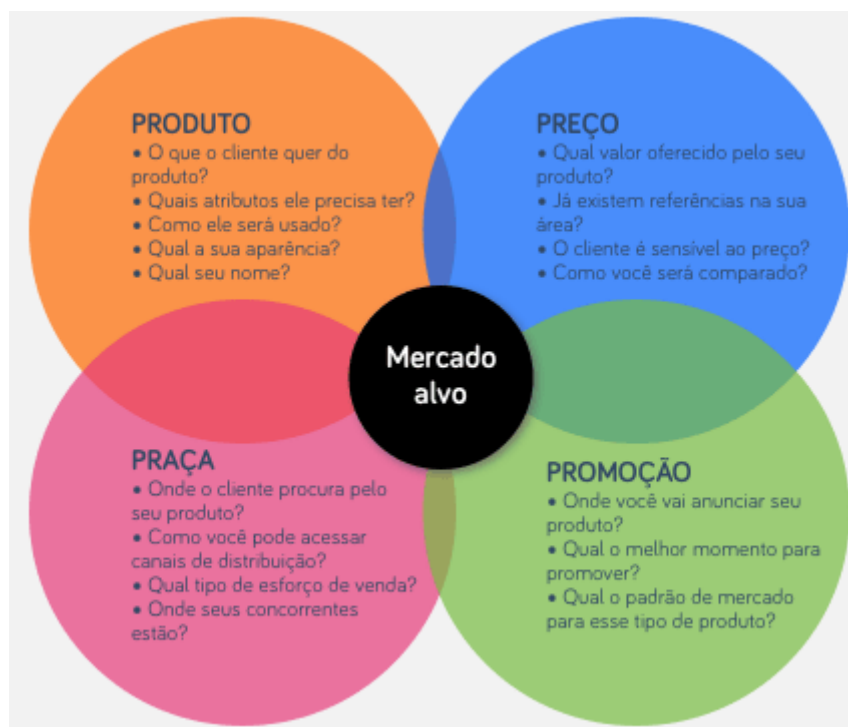 PRODUTO
• O que o cliente quer do
produto?
• Quais atributos ele precisa ter?
• Como ele será usado?
• Qual a sua aparência?
• Qual seu nome?
PREÇO
• Qual valor oferecido pelo seu
produto?
• Já existem referências na sua
área?
• O cliente é sensível ao preço?
• Como você será comparado?
Mercado
alvo
PRAÇA
• Onde o cliente procura pelo
seu produto?
• Como você pode acessar
canais de distribuição?
• Qual tipo de esforço de venda?
• Onde seus concorrentes
estão?
PROMOÇÃO
• Onde você vai anunciar seu
produto?
• Qual o melhor momento para
promover?
• Qual o padrão de mercado
para esse tipo de produto?